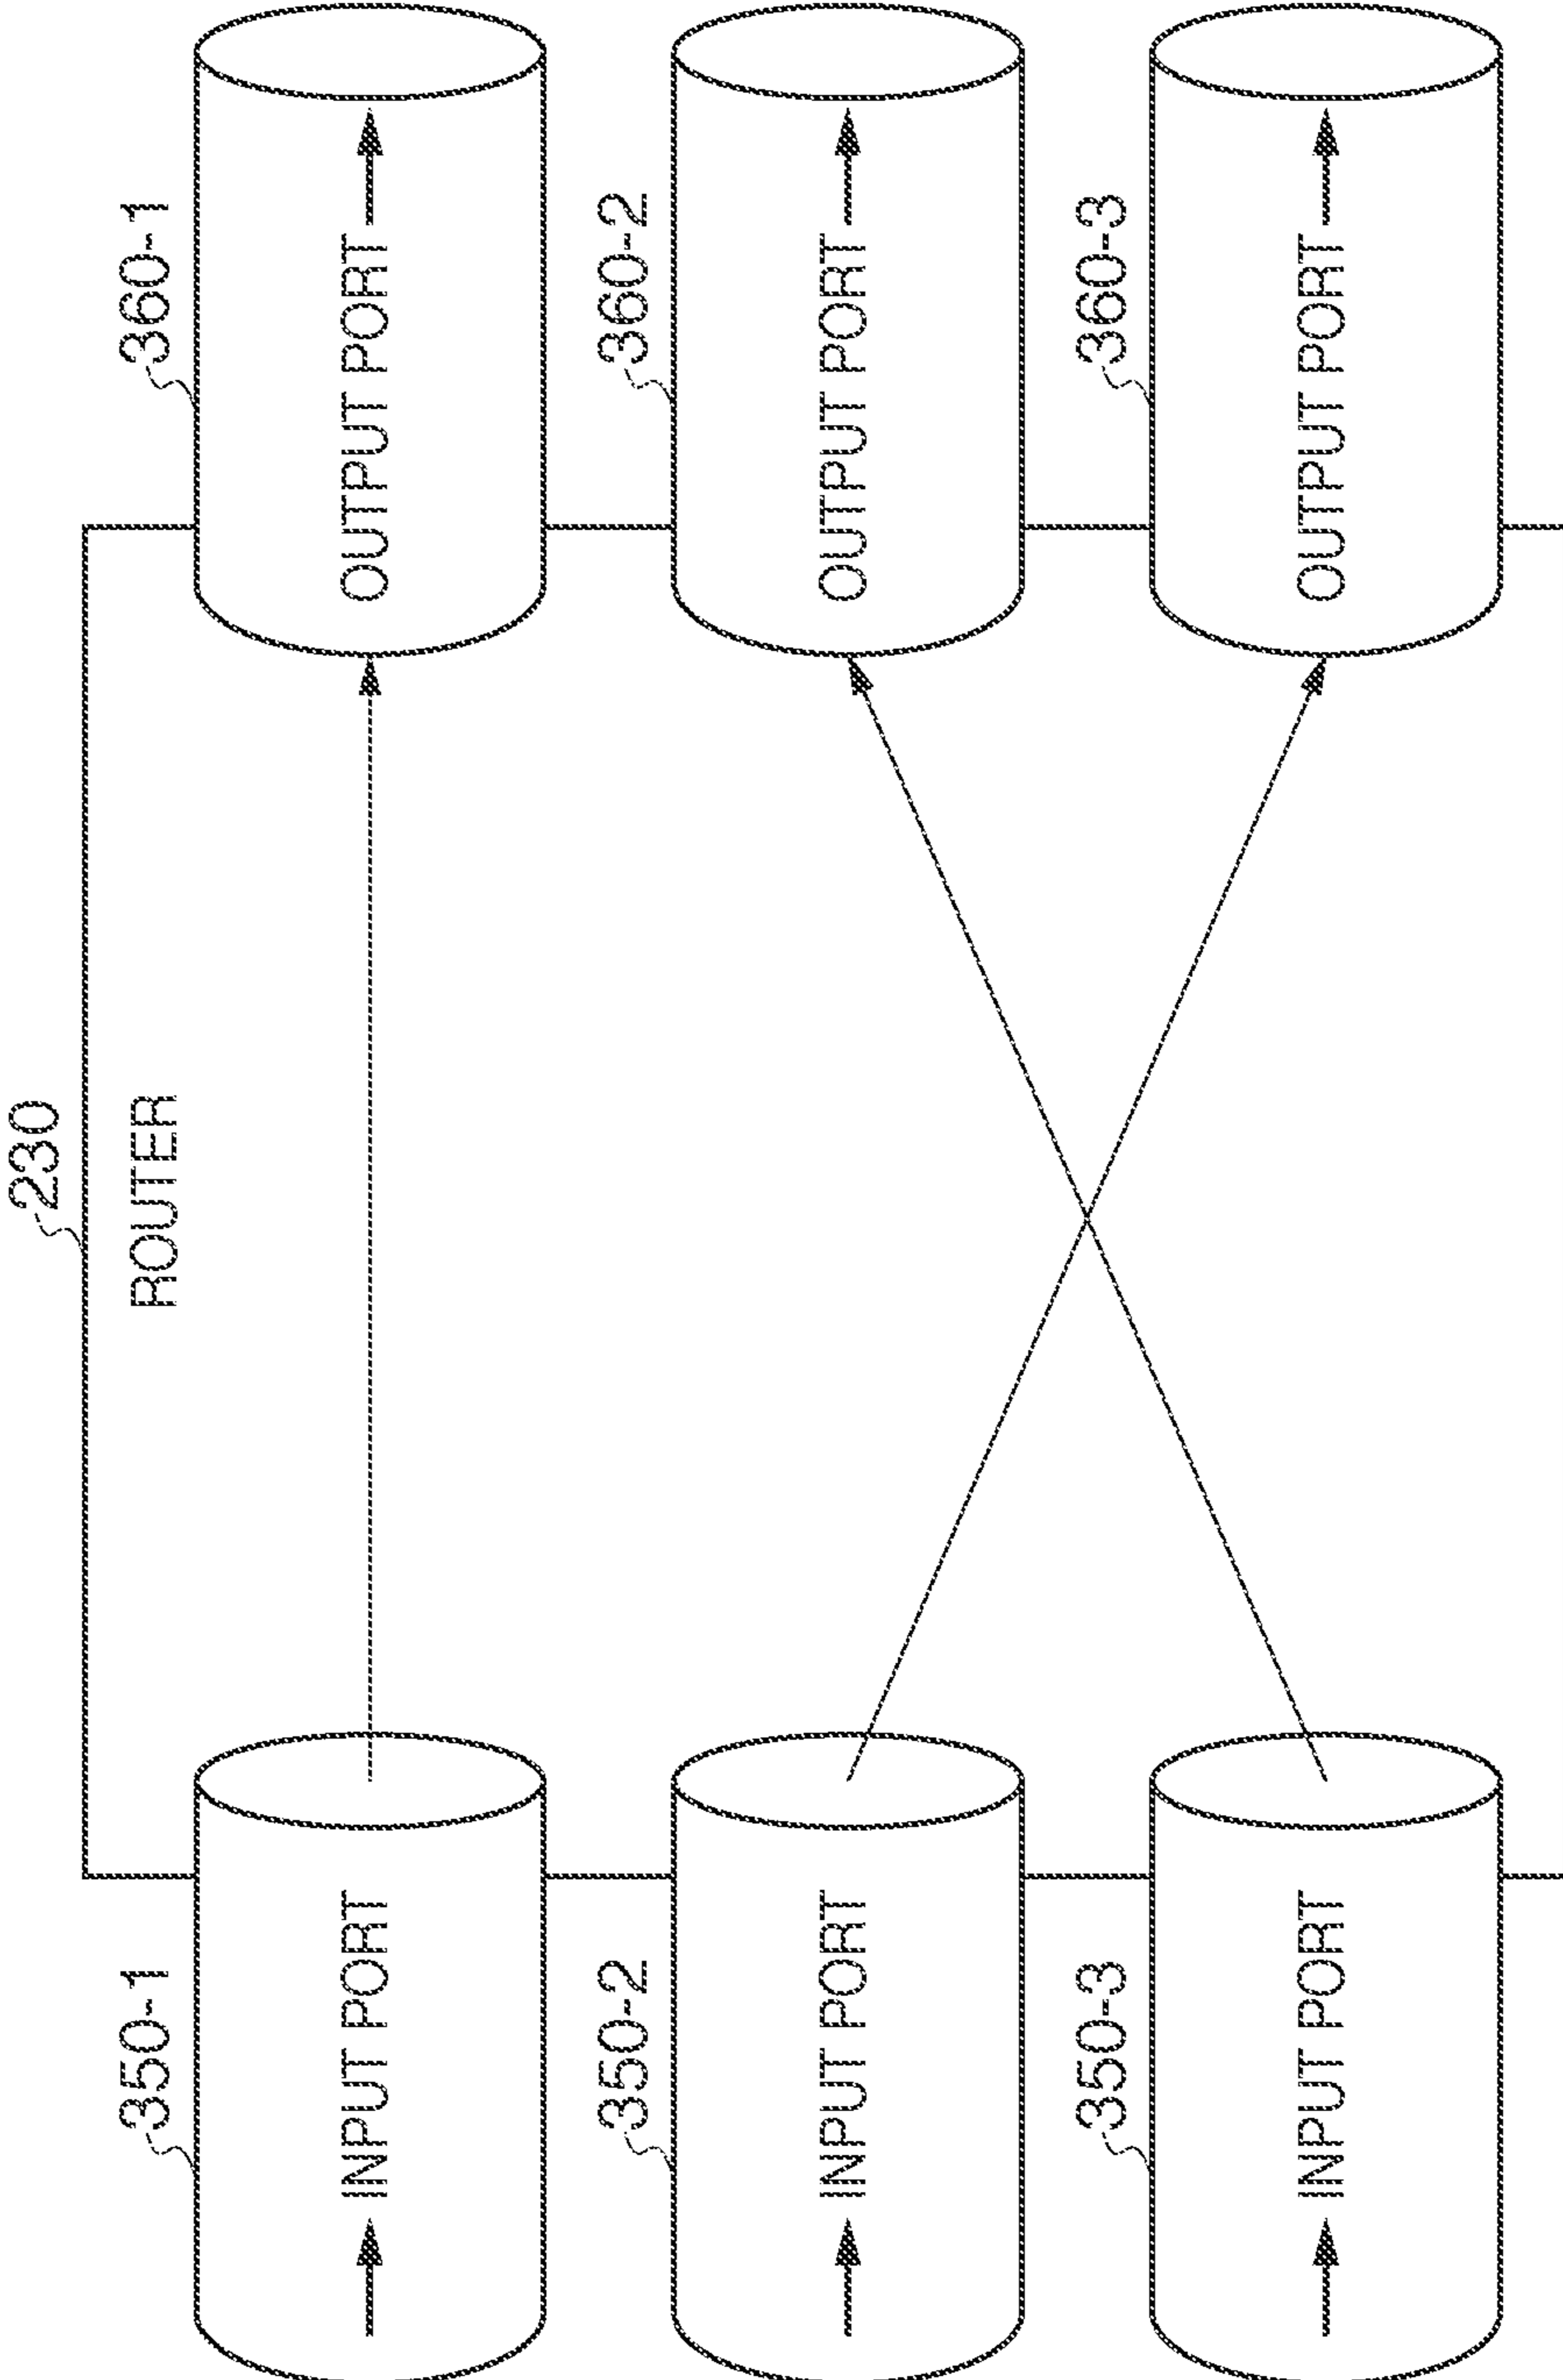 230
ROUTER
350-1
INPUT PORT
360-1
OUTPUT PORT
350-2
INPUT PORT
360-2
OUTPUT PORT
350-3
INPUT PORT
360-3
OUTPUT PORT